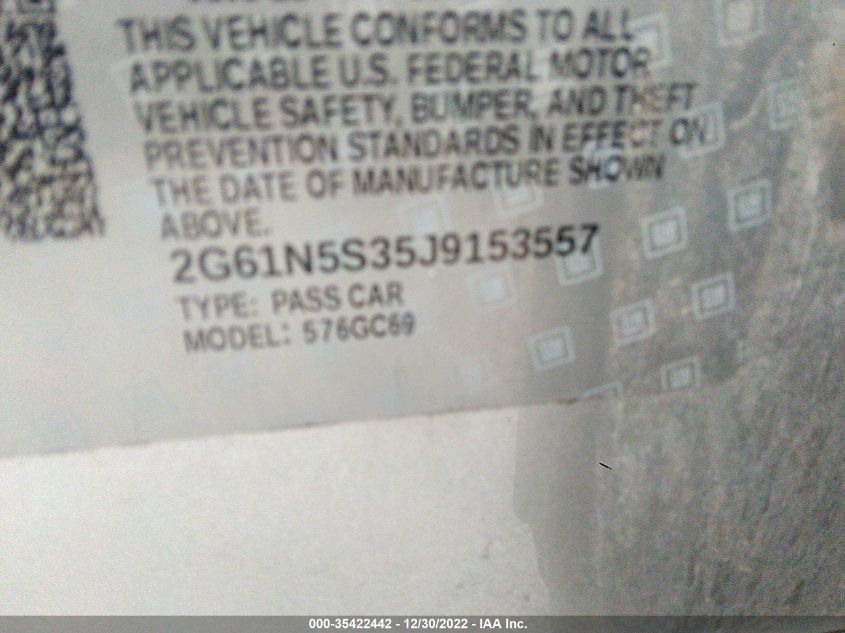 THIS VEHICLE CONFORMS TO ALL
APPLICABLE U.S. FEDERAL MOTOR
VEHICLE SAFETY, BUMPER, AND THEFT
PREVENTION STANDARDS IN EFFECT ON
THE DATE OF MANUFACTURE SHOWN
ABOVE.
2G61N5S35J9153557
TYPE: PASS CAR
MODEL: 576GC69
000-35422442 - 12/30/2022 - IAA Inc.